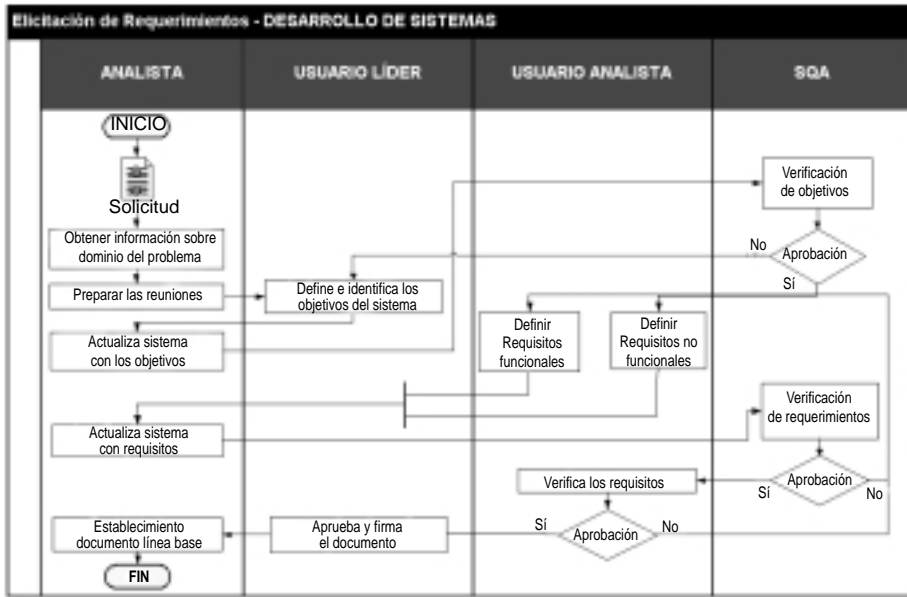 Elicitación de Requerimientos - DESARROLLO DE SISTEMAS
ANALISTA
USUARIO LÍDER
USUARIO ANALISTA
SQA
INICIO
Solicitud
Obtener información sobre
dominio del problema
Preparar las reuniones
Define e identifica los
objetivos del sistema
Actualiza sistema
con los objetivos
Verificación
de objetivos
Aprobación
No
Sí
Definir
Requisitos
funcionales
Definir
Requisitos no
funcionales
Actualiza sistema
con requisitos
Verificación
de requerimientos
Aprobación
Sí
No
Verifica los requisitos
Aprobación
Sí
No
Aprueba y firma
el documento
Establecimiento
documento línea base
FIN